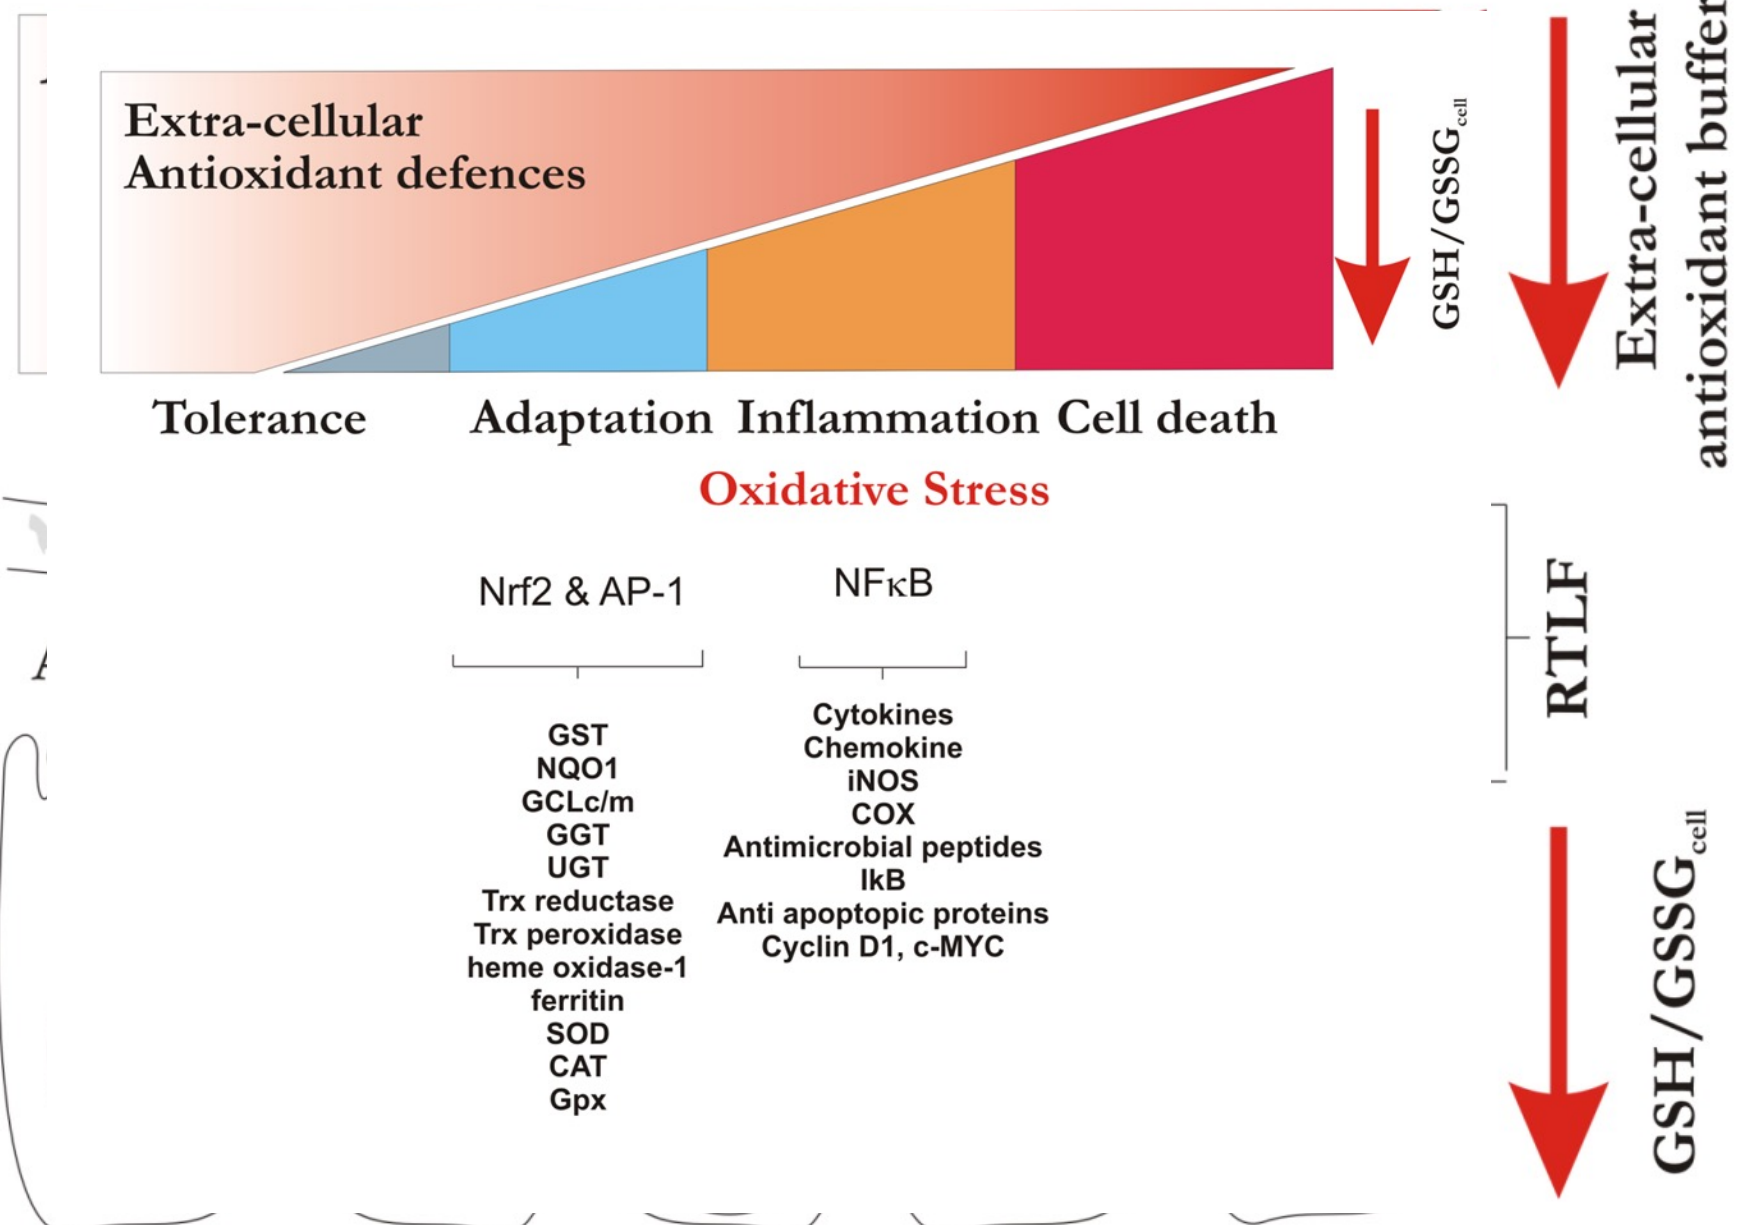 Extra-cellular
Antioxidant defences
GSH/GSSGcell
Tolerance
Adaptation
Inflammation
Cell death
Oxidative Stress
Nrf2 & AP-1
GST
NQO1
GCLc/m
GGT
UGT
Trx reductase
Trx peroxidase
heme oxidase-1
ferritin
SOD
CAT
Gpx
NFκB
Cytokines
Chemokine
iNOS
COX
Antimicrobial peptides
IkB
Anti apoptopic proteins
Cyclin D1, c-MYC
Extra-cellular
antioxidant buffer
RTLF
GSH/GSSGcell